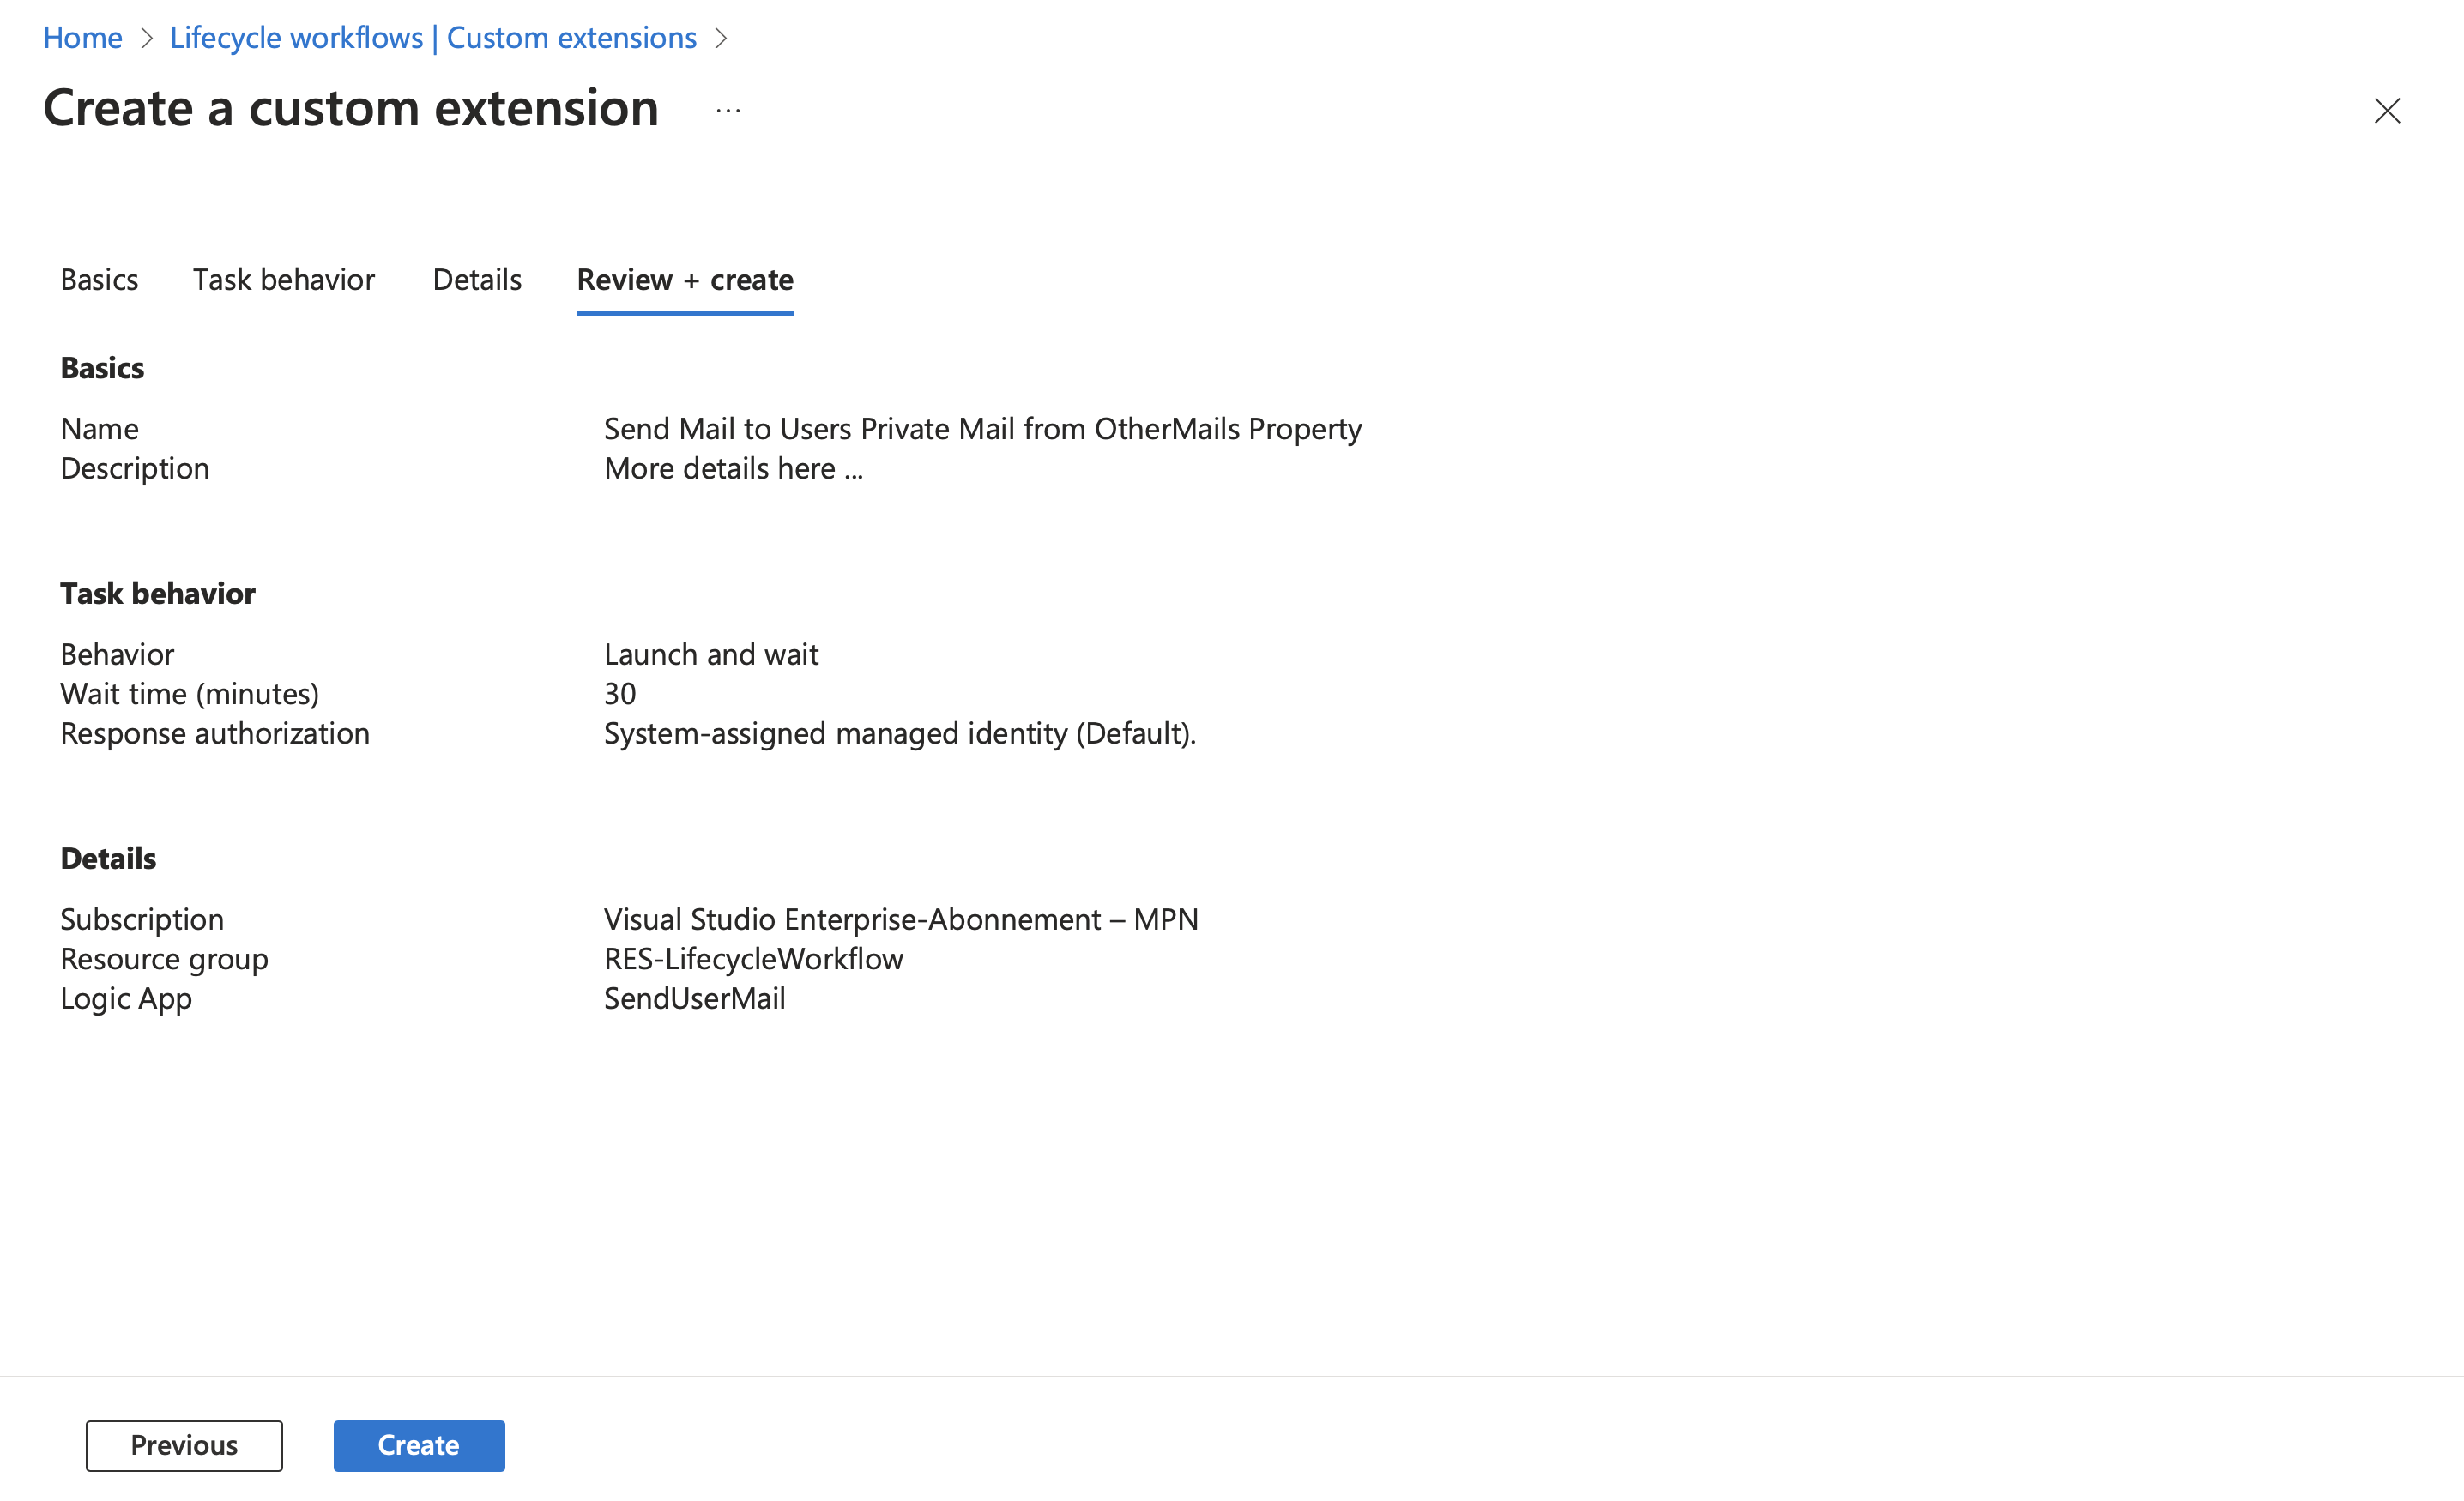 Home > Lifecycle workflows | Custom extensions >
Create a custom extension ...
Basics Task behavior Details Review + create
Basics
Name Send Mail to Users Private Mail from OtherMails Property
Description More details here ...
Task behavior
Behavior Launch and wait
Wait time (minutes) 30
Response authorization System-assigned managed identity (Default).
Details
Subscription Visual Studio Enterprise-Abonnement – MPN
Resource group RES-LifecycleWorkflow
Logic App SendUserMail
Previous Create